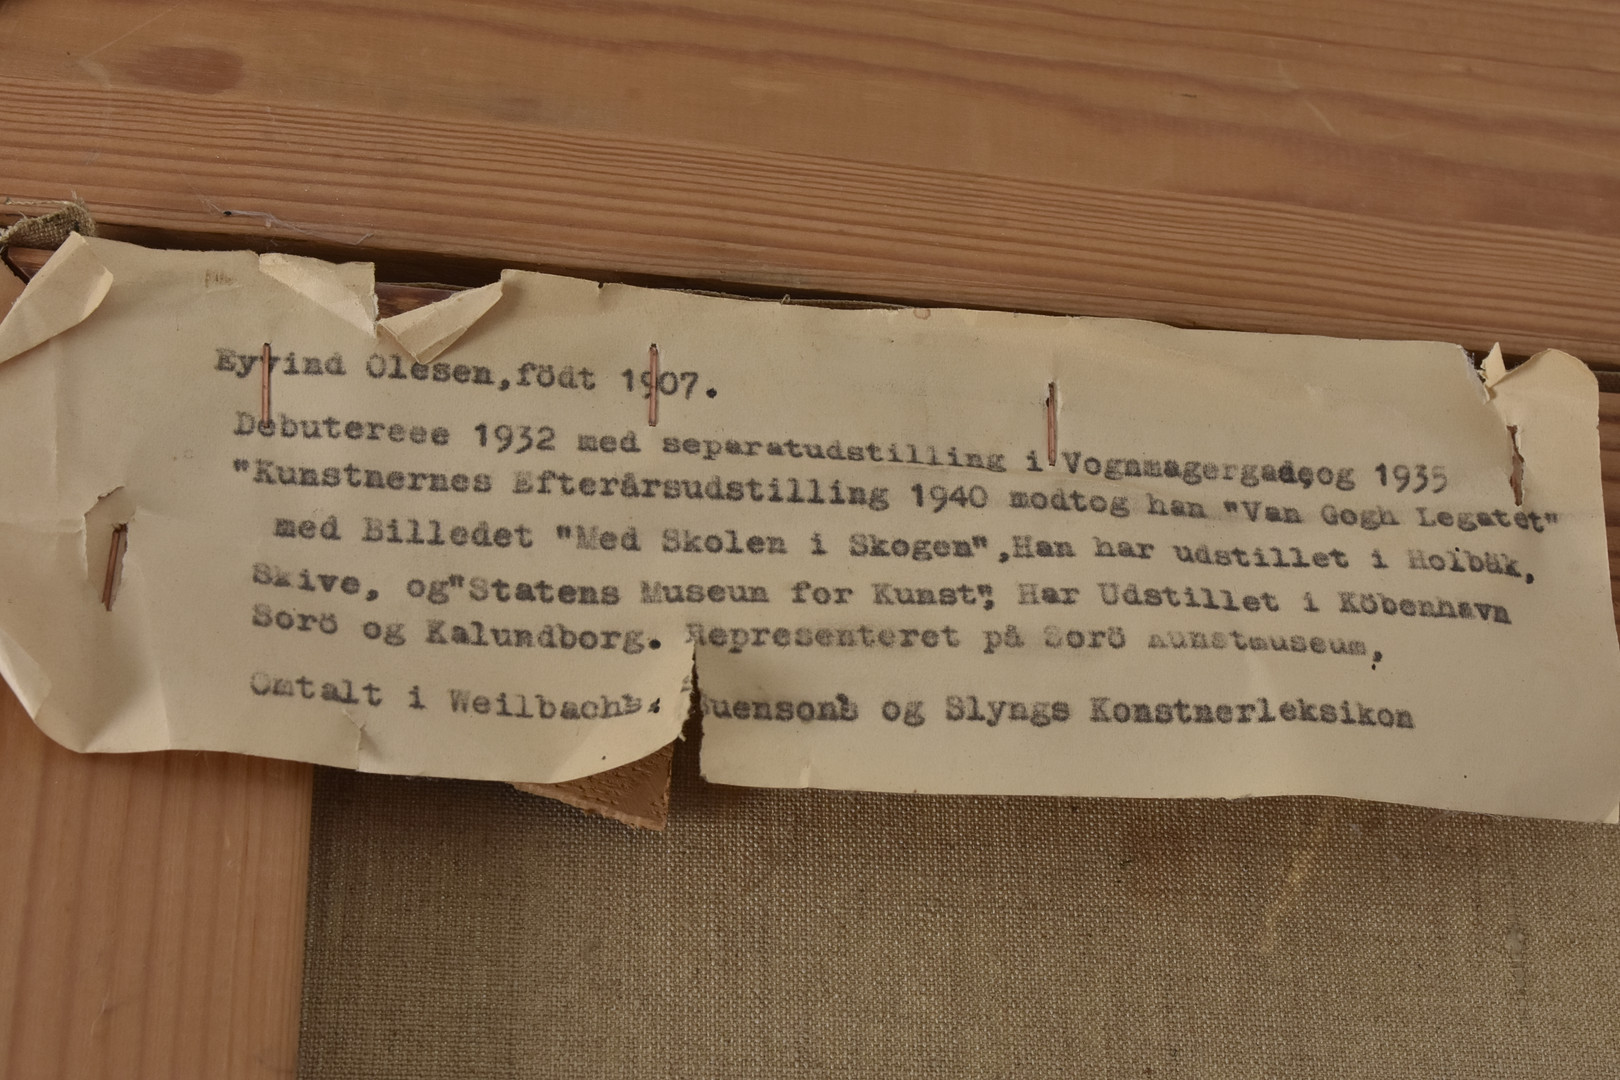 Eyvind Olesen,födt 1907.
Debutereee 1932 med separatudstilling i Vognmagergade,og 1935
"Kunstnernes Efterårsudstilling 1940 modtog han "Van Gogh Legatet"
med Billedet "Med Skolen i Skogen",Han har udstillet i Holbäk,
Skive, og"Statens Museum for Kunst", Har Udstillet i Köbenhavn
Sorö og Kalundborg. Representeret på Sorö Kunstmuseum,
Omtalt i Weilbachs. Suensons og Slyngs Konstnerleksikon